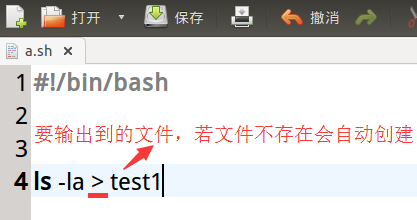 打开 保存 撤消
a.sh
1 #!/bin/bash
2
要输出到的文件，若文件不存在会自动创建
3
4 ls -la > test1